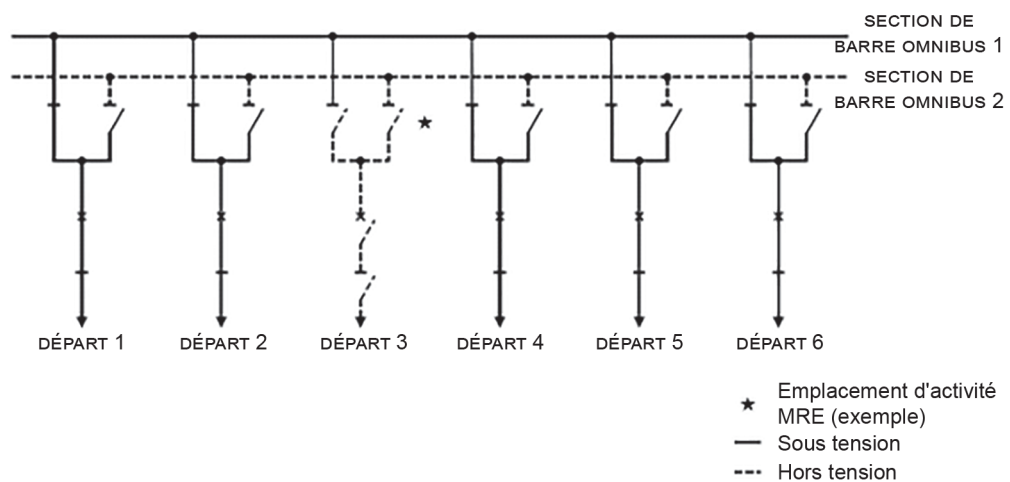 SECTION DE
BARRE OMNIBUS 1
SECTION DE
BARRE OMNIBUS 2
DÉPART 1
DÉPART 2
DÉPART 3
DÉPART 4
DÉPART 5
DÉPART 6
Emplacement d'activité
MRE (exemple)
Sous tension
Hors tension